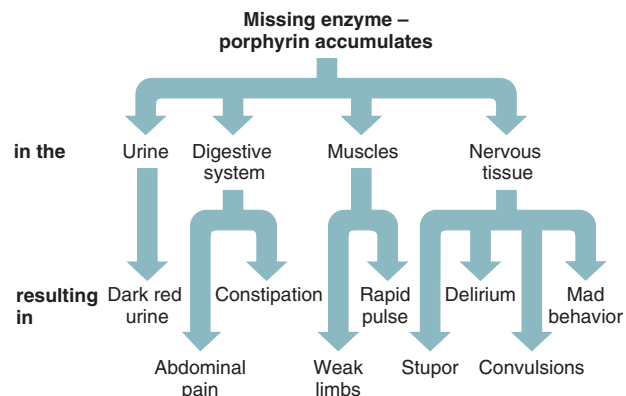 Missing enzyme –
porphyrin accumulates
in the
Urine
Digestive
system
Muscles
Nervous
tissue
resulting
in
Dark red
urine
Constipation
Rapid
pulse
Delirium
Mad
behavior
Abdominal
pain
Weak
limbs
Stupor
Convulsions